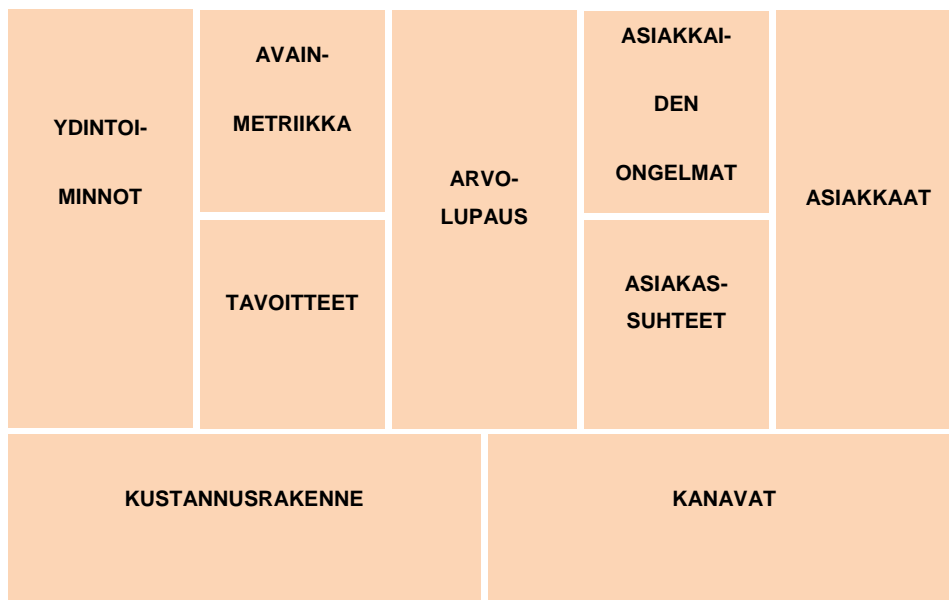 YDINTOI-
MINNOT
AVAIN-
METRIIKKA
TAVOITTEET
ARVO-
LUPAUS
ASIAKKAI-
DEN
ONGELMAT
ASIAKAS-
SUHTEET
ASIAKKAAT
KUSTANNUSRAKENNE
KANAVAT